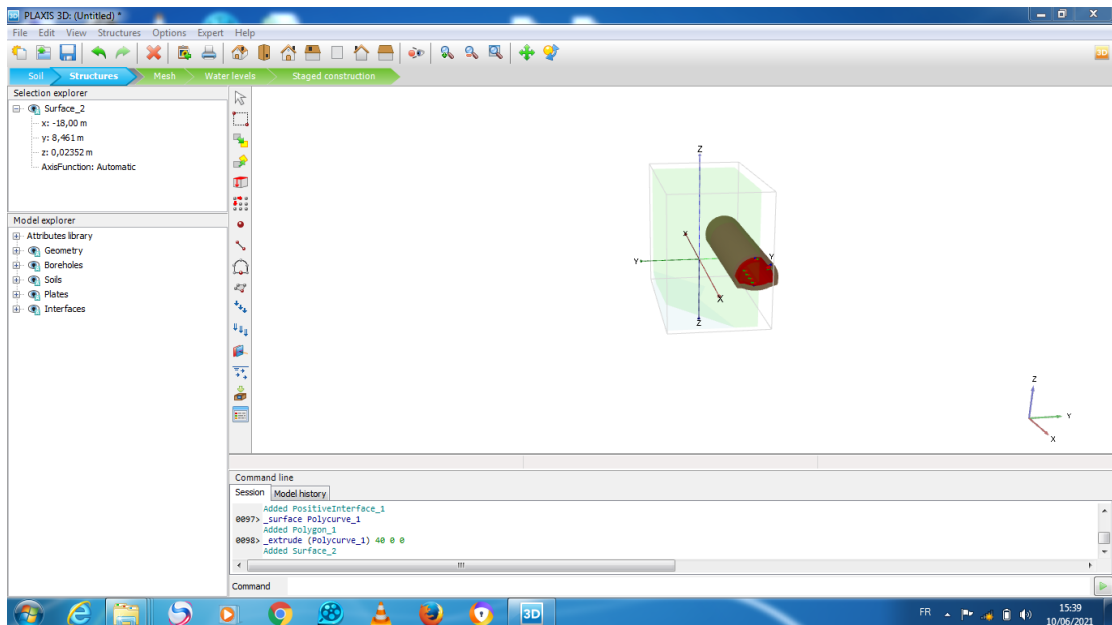 PLAXIS 3D: (Untitled) *
File Edit View Structures Options Expert Help
3D
Soil Structures Mesh Water levels Staged construction
Selection explorer
Surface_2
x: -18,00 m
y: 8,461 m
z: 0,02352 m
AxisFunction: Automatic
Model explorer
Attributes library
Geometry
Boreholes
Soils
Plates
Interfaces
Z
X
Y
Y
X
Z
Z
Y
X
Command line
Session Model history
Added PositiveInterface_1
0097> _surface Polycurve_1
Added Polygon_1
0098> _extrude (Polycurve_1) 40 0 0
Added Surface_2
Command
3D
FR
15:39
10/06/2021